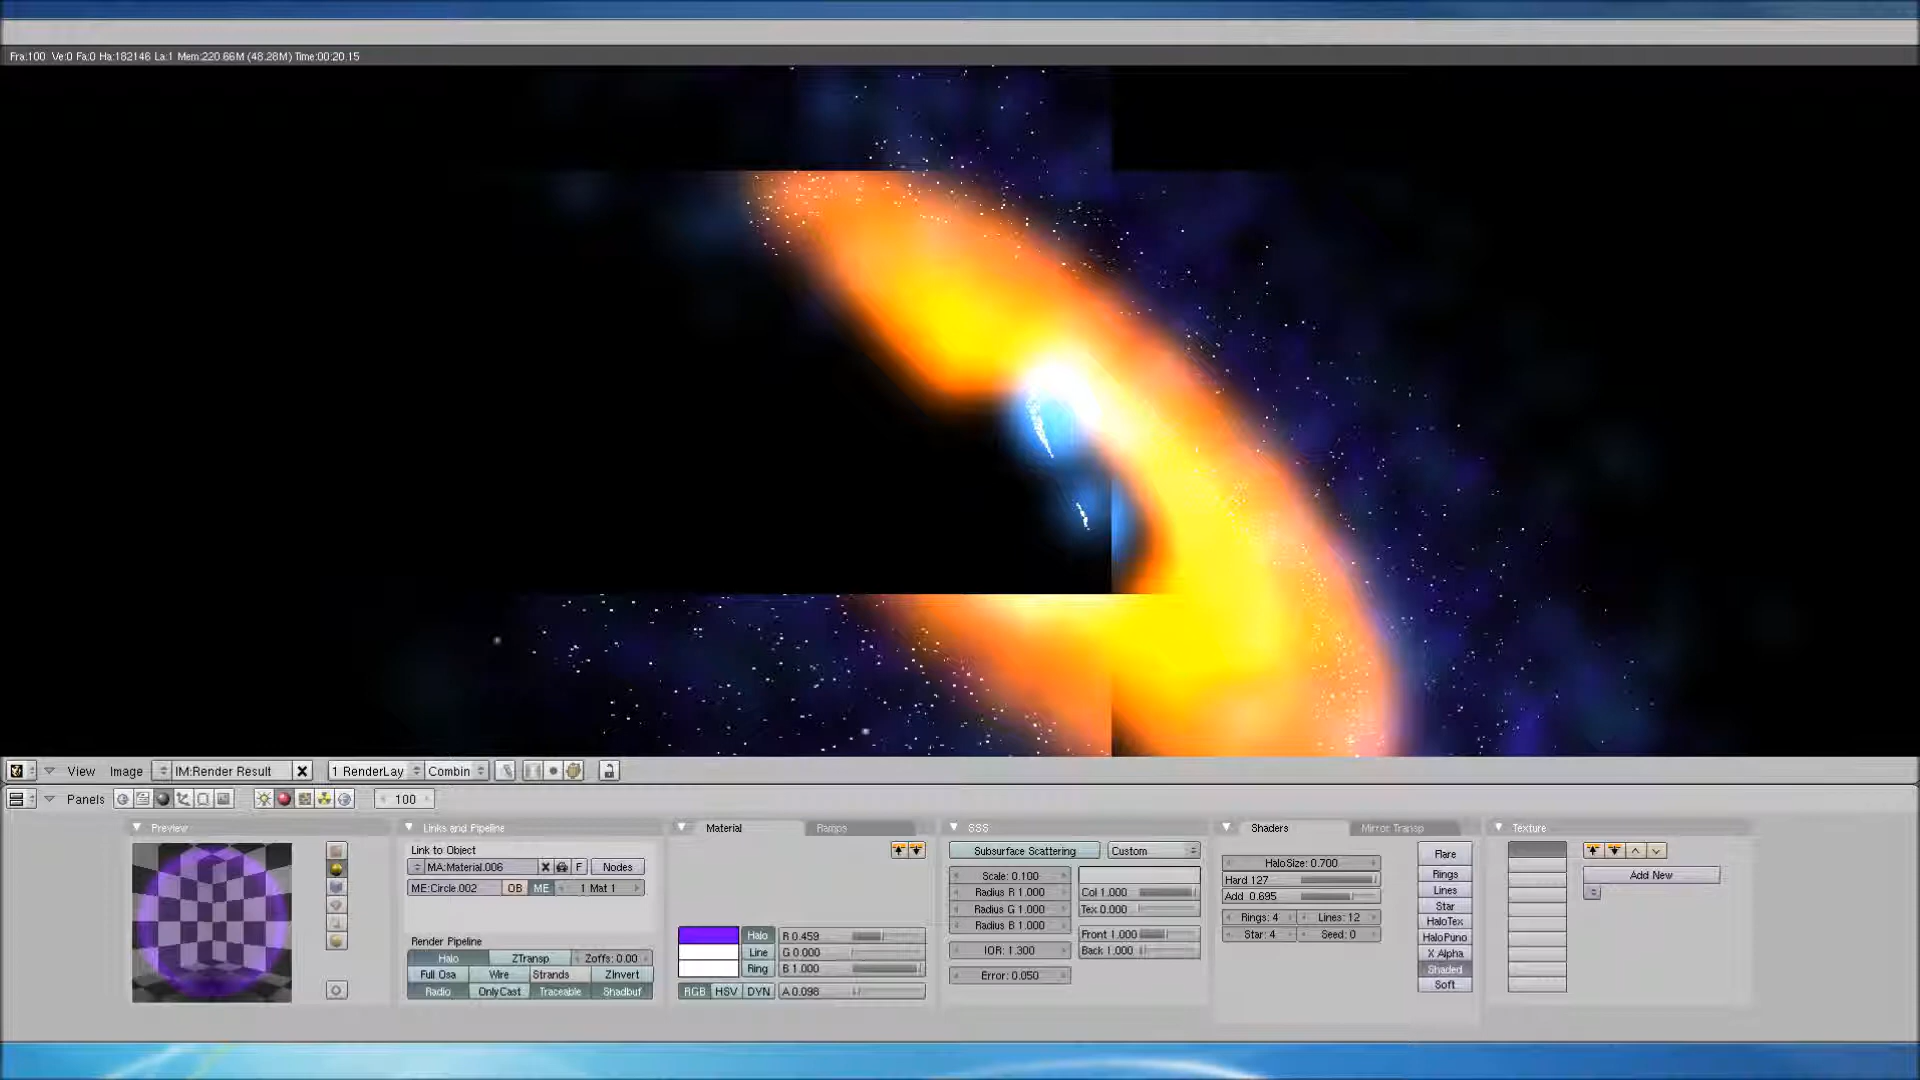 Fra:100 Ve:0 Fa:0 Ha:182146 La:1 Mem:220.66M (48.28M) Time:00:20.15
View Image IM:Render Result 1 RenderLay Combin
Panels 100
Preview
Links and Pipeline
Link to Object
MA:Material.006 F Nodes
ME:Circle.002 OB ME 1 Mat 1
Render Pipeline
Halo ZTransp Zoffs: 0.00
Full Osa Wire Strands ZInvert
Radio OnlyCast Traceable Shadbuf
Material Ramps
Halo R 0.459
Line G 0.000
Ring B 1.000
RGB HSV DYN A 0.098
SSS
Subsurface Scattering Custom
Scale: 0.100
Radius R 1.000 Col 1.000
Radius G 1.000 Tex 0.000
Radius B 1.000 Front 1.000
IOR: 1.300 Back 1.000
Error: 0.050
Shaders Mirror Transp
HaloSize: 0.700
Hard 127
Add 0.695
Rings: 4 Lines: 12
Star: 4 Seed: 0
Flare
Rings
Lines
Star
HaloTex
HaloPuno
X Alpha
Shaded
Soft
Texture
Add New